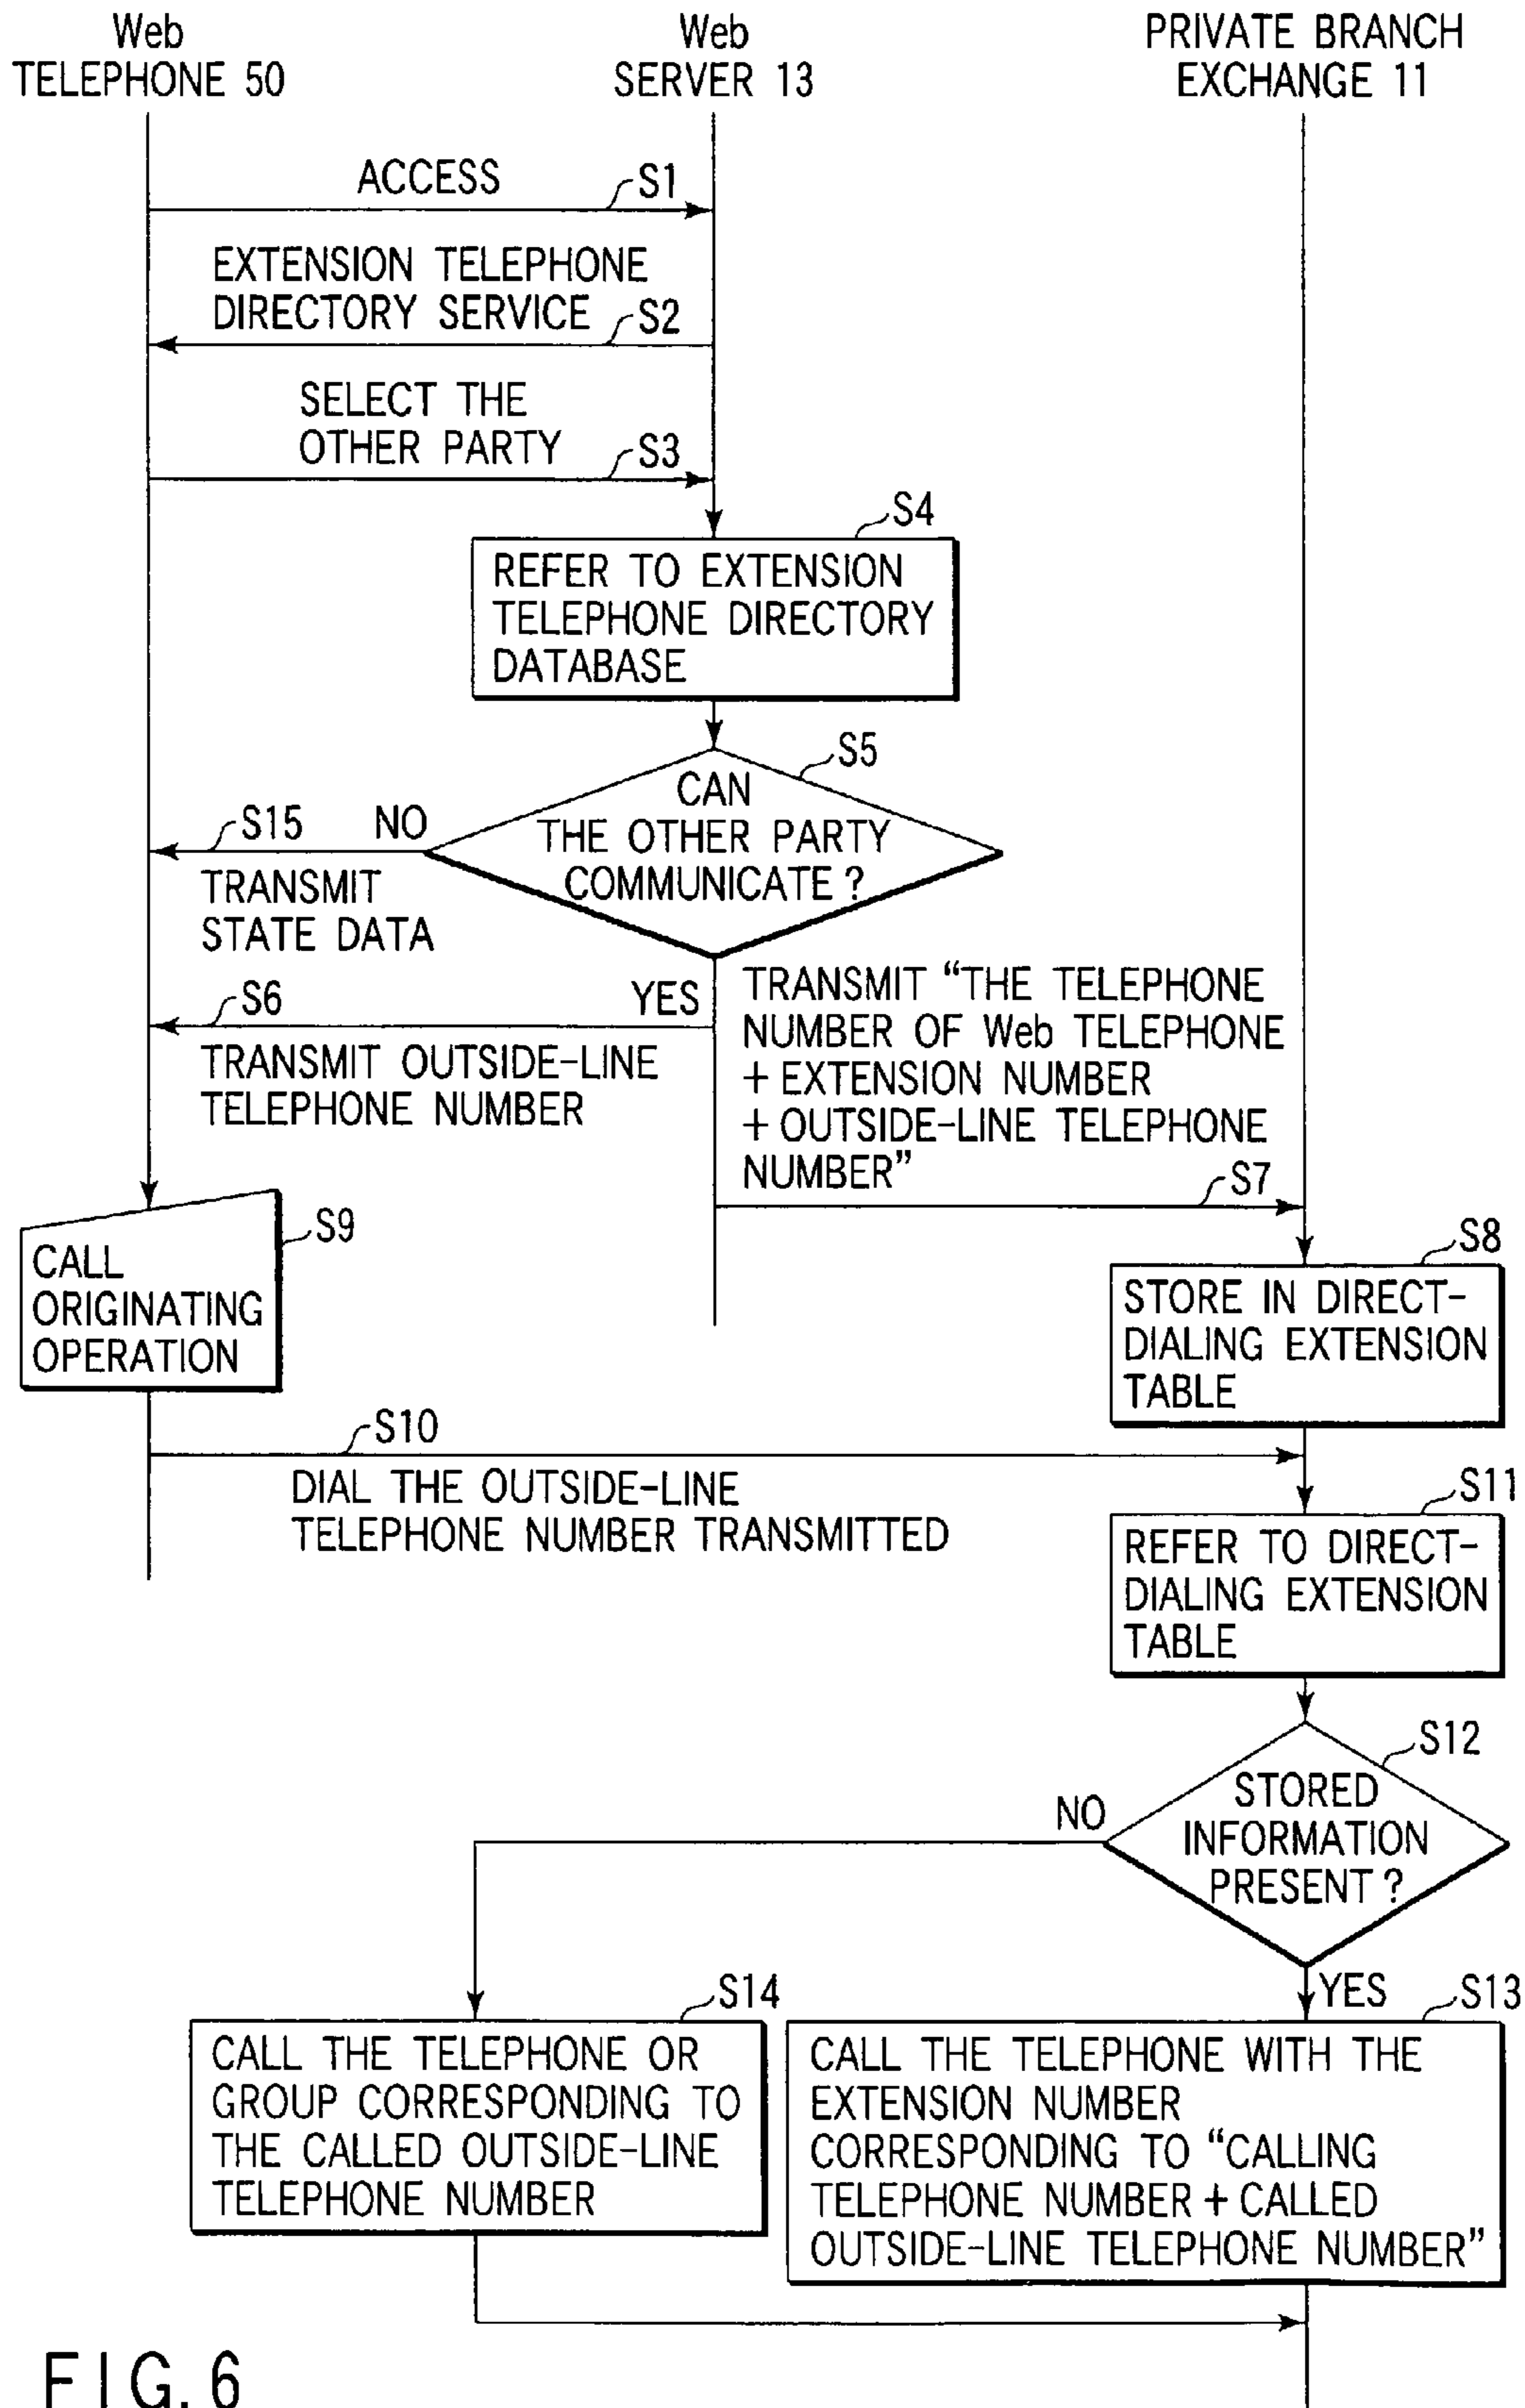 Web
TELEPHONE 50
Web
SERVER 13
PRIVATE BRANCH
EXCHANGE 11
ACCESS
S1
EXTENSION TELEPHONE
DIRECTORY SERVICE
S2
SELECT THE
OTHER PARTY
S3
S4
REFER TO EXTENSION
TELEPHONE DIRECTORY
DATABASE
S5
CAN
THE OTHER PARTY
COMMUNICATE?
S15
NO
TRANSMIT
STATE DATA
S6
YES
TRANSMIT OUTSIDE-LINE
TELEPHONE NUMBER
TRANSMIT “THE TELEPHONE
NUMBER OF Web TELEPHONE
+ EXTENSION NUMBER
+ OUTSIDE-LINE TELEPHONE
NUMBER”
S7
S9
CALL
ORIGINATING
OPERATION
S8
STORE IN DIRECT-
DIALING EXTENSION
TABLE
S10
DIAL THE OUTSIDE-LINE
TELEPHONE NUMBER TRANSMITTED
S11
REFER TO DIRECT-
DIALING EXTENSION
TABLE
S12
STORED
INFORMATION
PRESENT?
NO
YES
S14
CALL THE TELEPHONE OR
GROUP CORRESPONDING TO
THE CALLED OUTSIDE-LINE
TELEPHONE NUMBER
S13
CALL THE TELEPHONE WITH THE
EXTENSION NUMBER
CORRESPONDING TO “CALLING
TELEPHONE NUMBER + CALLED
OUTSIDE-LINE TELEPHONE NUMBER”
FIG. 6